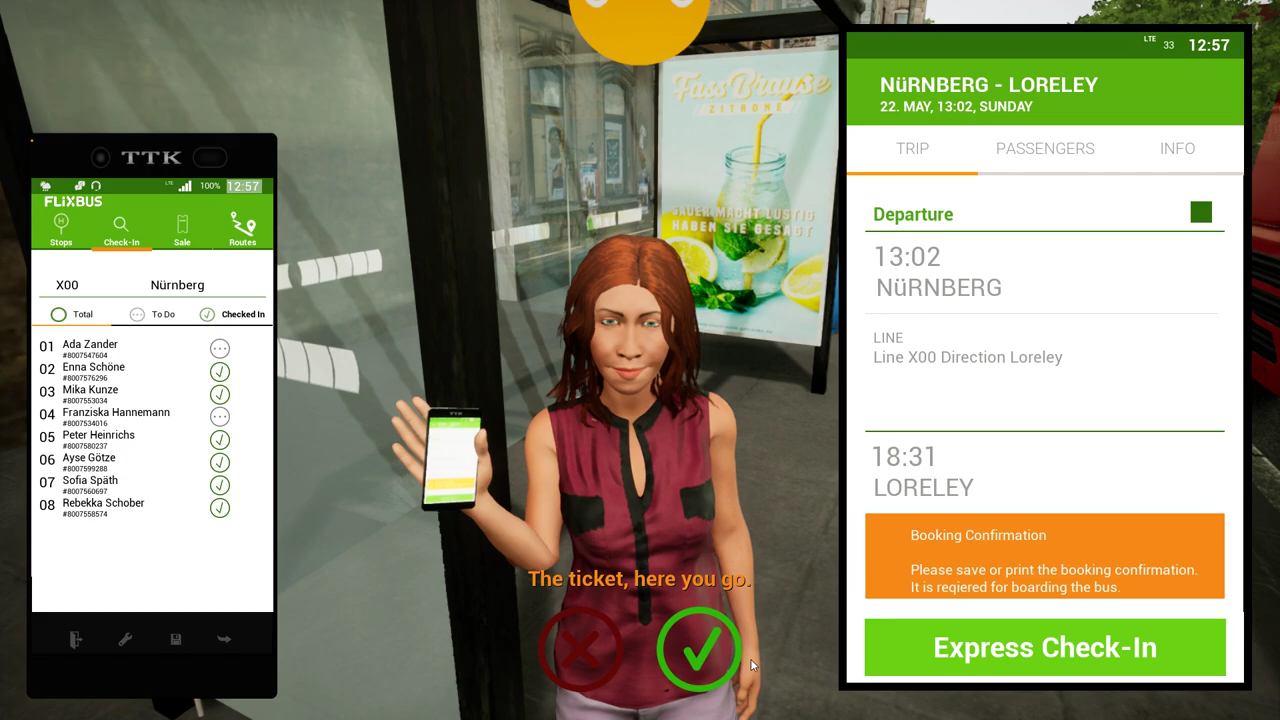 TTK
LTE
100%
12:57
FLiXBUS
Stops
Check-In
Sale
Routes
X00
Nürnberg
Total
To Do
Checked In
01 Ada Zander
#8007547604
02 Enna Schöne
#8007576296
03 Mika Kunze
#8007553034
04 Franziska Hannemann
#8007534016
05 Peter Heinrichs
#8007580237
06 Ayse Götze
#8007599288
07 Sofia Späth
#8007560697
08 Rebekka Schober
#8007558574
FassBrause
ZITRONE
SAUER MACHT LUSTIG
HABEN SIE GESAGT
TTK
The ticket, here you go.
LTE 33 12:57
NüRNBERG - LORELEY
22. MAY, 13:02, SUNDAY
TRIP
PASSENGERS
INFO
Departure
13:02
NüRNBERG
LINE
Line X00 Direction Loreley
18:31
LORELEY
Booking Confirmation
Please save or print the booking confirmation.
It is reqiered for boarding the bus.
Express Check-In